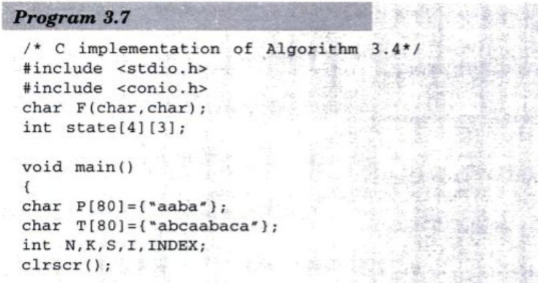 Program 3.7
/* C implementation of Algorithm 3.4*/
#include <stdio.h>
#include <conio.h>
char F(char,char);
int state[4][3];
void main()
{
char P[80]={"aaba"};
char T[80]={"abcaabaca"};
int N,K,S,I,INDEX;
clrscr();